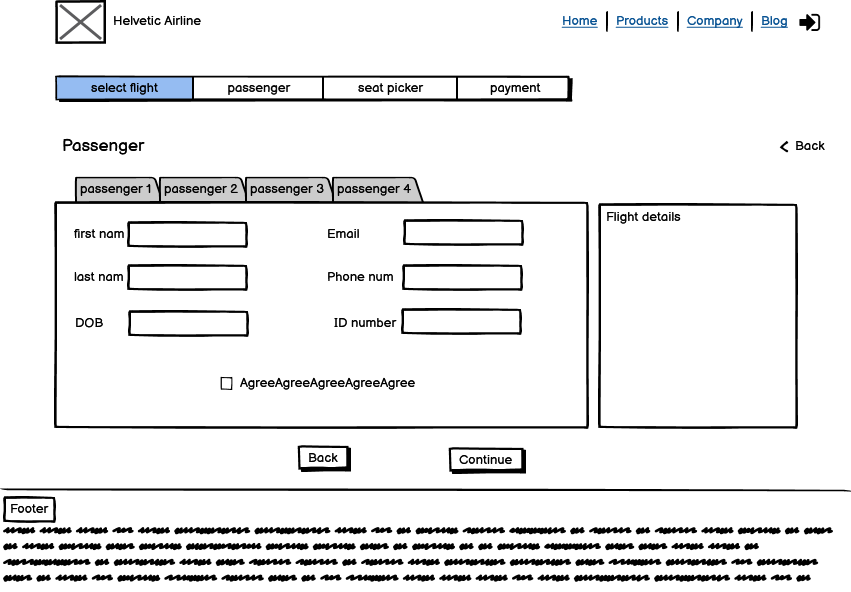 Helvetic Airline
Home Products Company Blog
select flight passenger seat picker payment
Passenger
Back
passenger 1 passenger 2 passenger 3 passenger 4
first nam
Email
last nam
Phone num
DOB
ID number
AgreeAgreeAgreeAgreeAgree
Flight details
Back
Continue
Footer